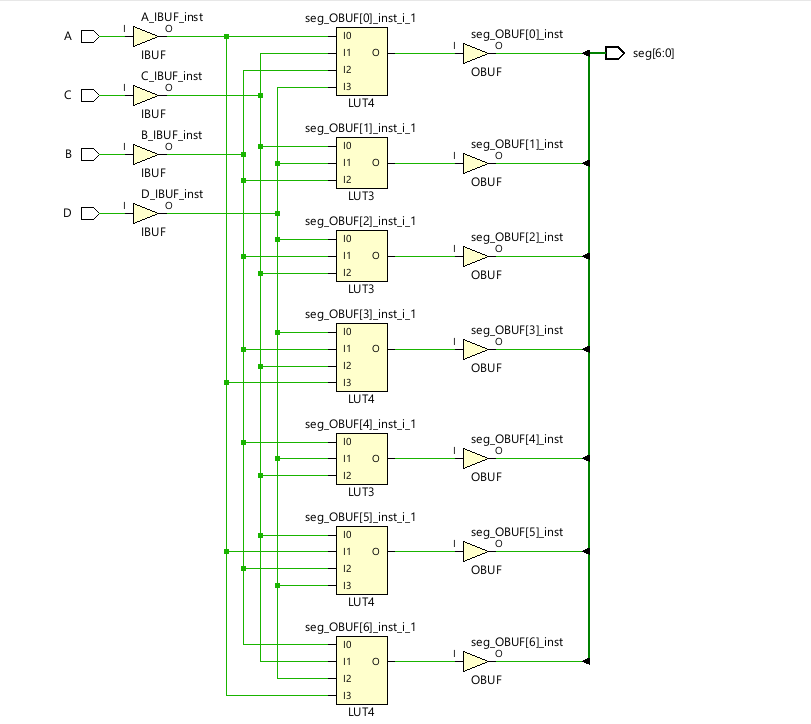 A
I
A_IBUF_inst
O
IBUF
C
I
C_IBUF_inst
O
IBUF
B
I
B_IBUF_inst
O
IBUF
D
I
D_IBUF_inst
O
IBUF
seg_OBUF[0]_inst_i_1
I0
I1
I2
I3
O
LUT4
seg_OBUF[0]_inst
I
O
OBUF
seg[6:0]
seg_OBUF[1]_inst_i_1
I0
I1
I2
O
LUT3
seg_OBUF[1]_inst
I
O
OBUF
seg_OBUF[2]_inst_i_1
I0
I1
I2
O
LUT3
seg_OBUF[2]_inst
I
O
OBUF
seg_OBUF[3]_inst_i_1
I0
I1
I2
I3
O
LUT4
seg_OBUF[3]_inst
I
O
OBUF
seg_OBUF[4]_inst_i_1
I0
I1
I2
O
LUT3
seg_OBUF[4]_inst
I
O
OBUF
seg_OBUF[5]_inst_i_1
I0
I1
I2
I3
O
LUT4
seg_OBUF[5]_inst
I
O
OBUF
seg_OBUF[6]_inst_i_1
I0
I1
I2
I3
O
LUT4
seg_OBUF[6]_inst
I
O
OBUF